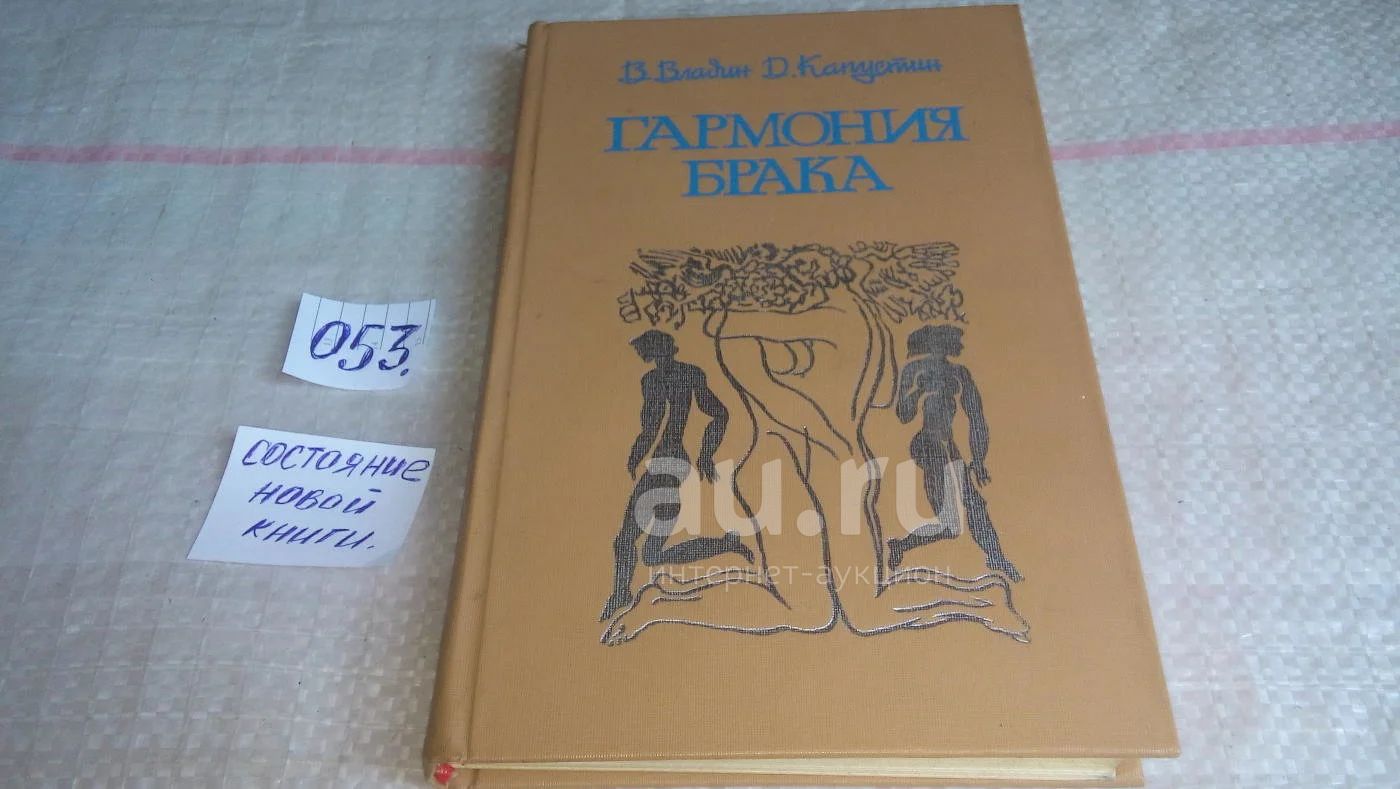 В. Владин Д. Капустин
ГАРМОНИЯ
БРАКА
053.
СОСТОЯНИЕ
НОВОЙ
КНИГИ.
au.ru
интернет-аукцион